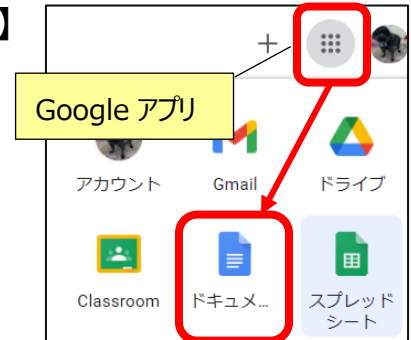 】
Google アプリ
アカウント
Gmail
ドライブ
Classroom
ドキュメ...
スプレッド
シート